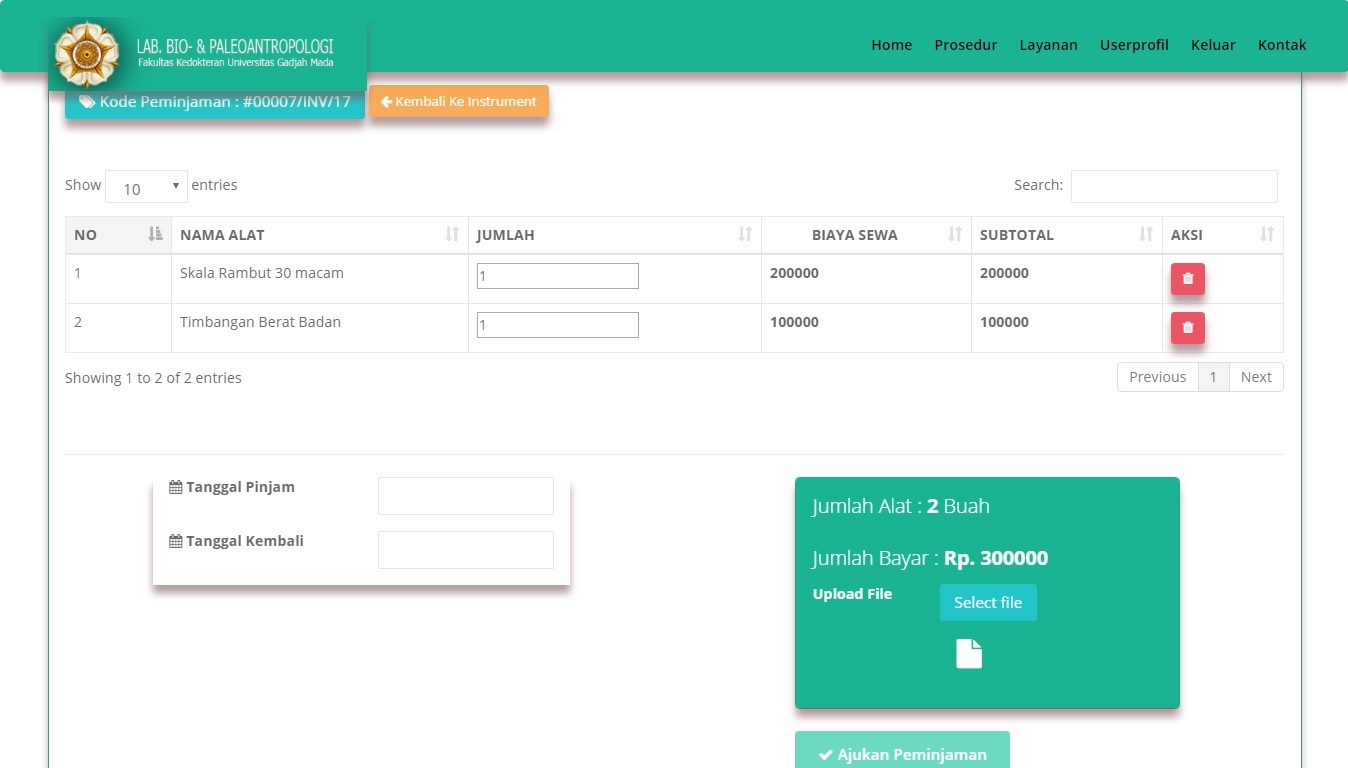 LAB. BIO- & PALEOANTROPOLOGI
Fakultas Kedokteran Universitas Gadjah Mada
Home Prosedur Layanan Userprofil Keluar Kontak
Kode Peminjaman : #00007/INV/17 Kembali Ke Instrument
Show 10 entries Search:
NO NAMA ALAT JUMLAH BIAYA SEWA SUBTOTAL AKSI
1 Skala Rambut 30 macam 1 200000 200000
2 Timbangan Berat Badan 1 100000 100000
Showing 1 to 2 of 2 entries Previous 1 Next
Tanggal Pinjam
Tanggal Kembali
Jumlah Alat : 2 Buah
Jumlah Bayar : Rp. 300000
Upload File Select file
Ajukan Peminjaman